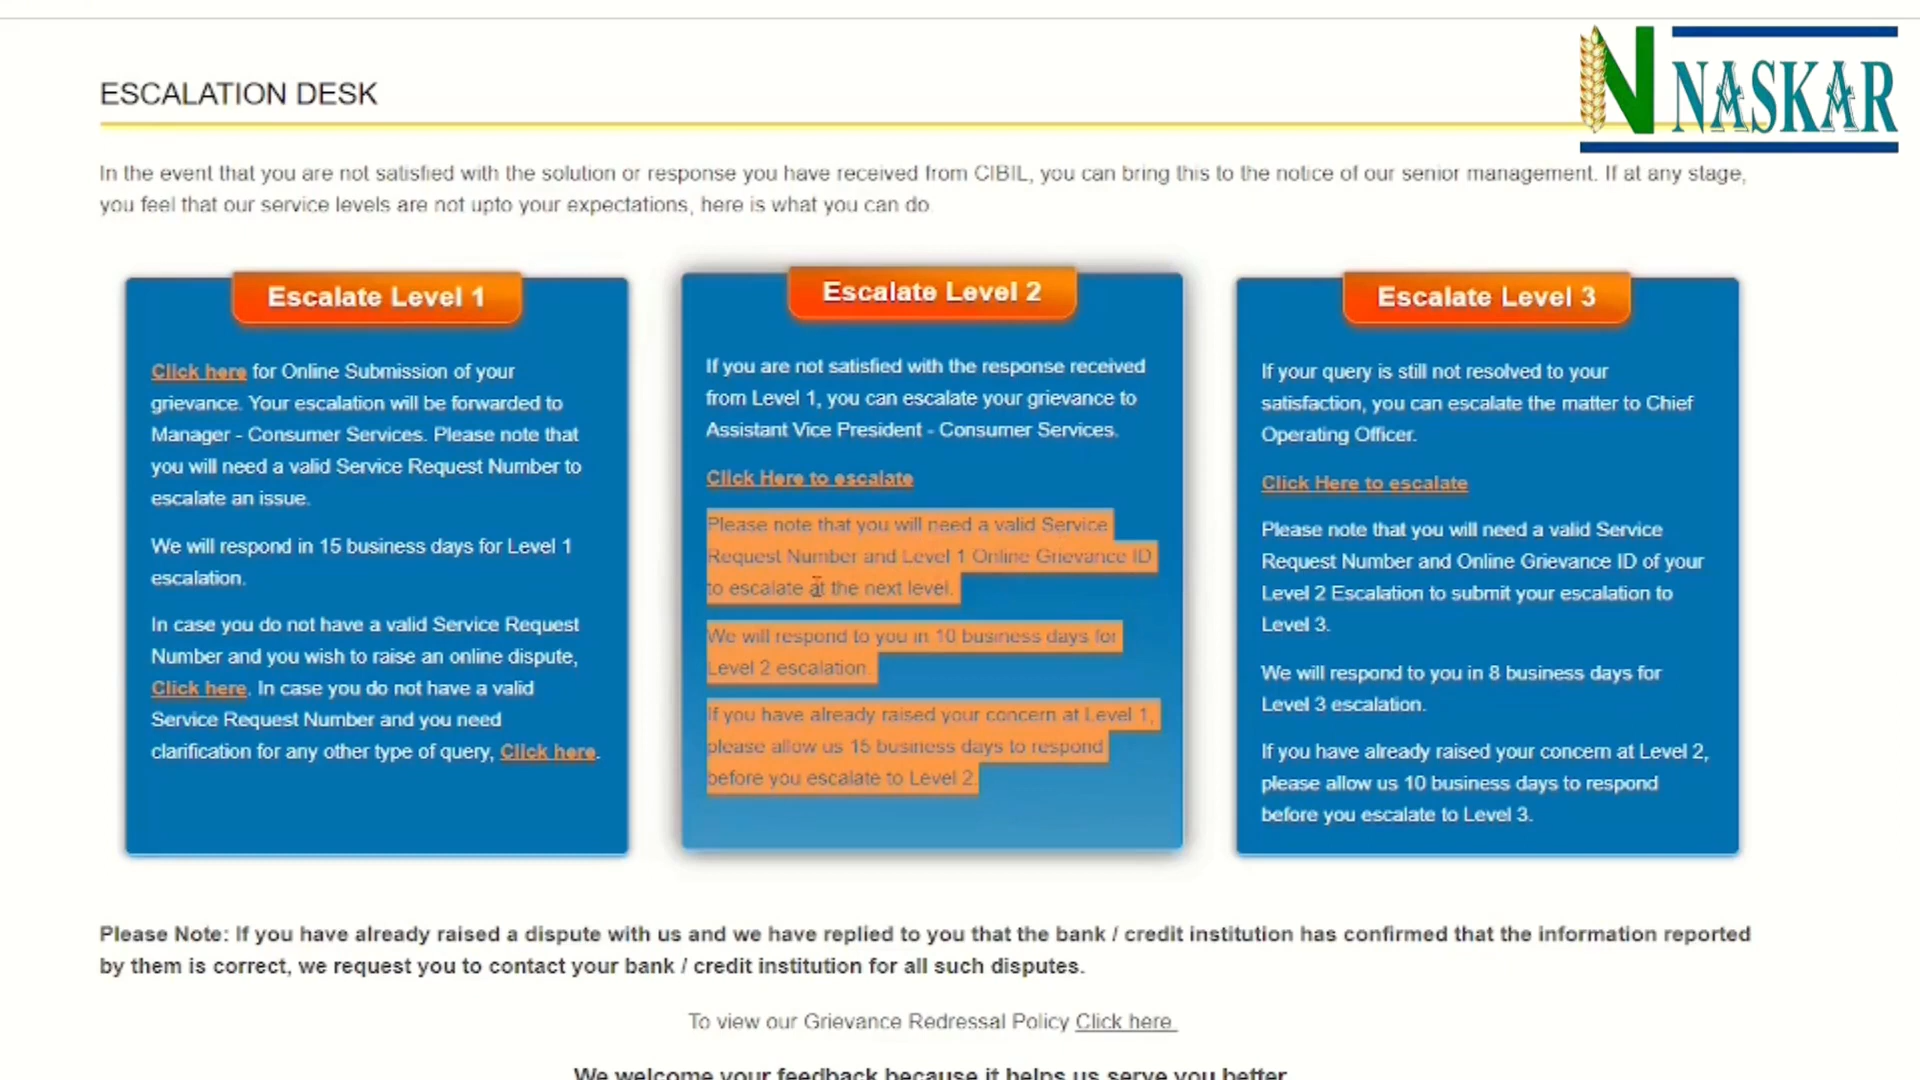 N NASKAR
ESCALATION DESK
In the event that you are not satisfied with the solution or response you have received from CIBIL, you can bring this to the notice of our senior management. If at any stage,
you feel that our service levels are not upto your expectations, here is what you can do
Escalate Level 1
Click here for Online Submission of your
grievance. Your escalation will be forwarded to
Manager - Consumer Services. Please note that
you will need a valid Service Request Number to
escalate an issue.
We will respond in 15 business days for Level 1
escalation.
In case you do not have a valid Service Request
Number and you wish to raise an online dispute,
Click here. In case you do not have a valid
Service Request Number and you need
clarification for any other type of query, Click here.
Escalate Level 2
If you are not satisfied with the response received
from Level 1, you can escalate your grievance to
Assistant Vice President - Consumer Services.
Click Here to escalate
Please note that you will need a valid Service
Request Number and Level 1 Online Grievance ID
to escalate at the next level.
We will respond to you in 10 business days for
Level 2 escalation.
If you have already raised your concern at Level 1,
please allow us 15 business days to respond
before you escalate to Level 2.
Escalate Level 3
If your query is still not resolved to your
satisfaction, you can escalate the matter to Chief
Operating Officer.
Click Here to escalate
Please note that you will need a valid Service
Request Number and Online Grievance ID of your
Level 2 Escalation to submit your escalation to
Level 3.
We will respond to you in 8 business days for
Level 3 escalation.
If you have already raised your concern at Level 2,
please allow us 10 business days to respond
before you escalate to Level 3.
Please Note: If you have already raised a dispute with us and we have replied to you that the bank / credit institution has confirmed that the information reported
by them is correct, we request you to contact your bank / credit institution for all such disputes.
To view our Grievance Redressal Policy Click here.
We welcome your feedback because it helps us serve you better